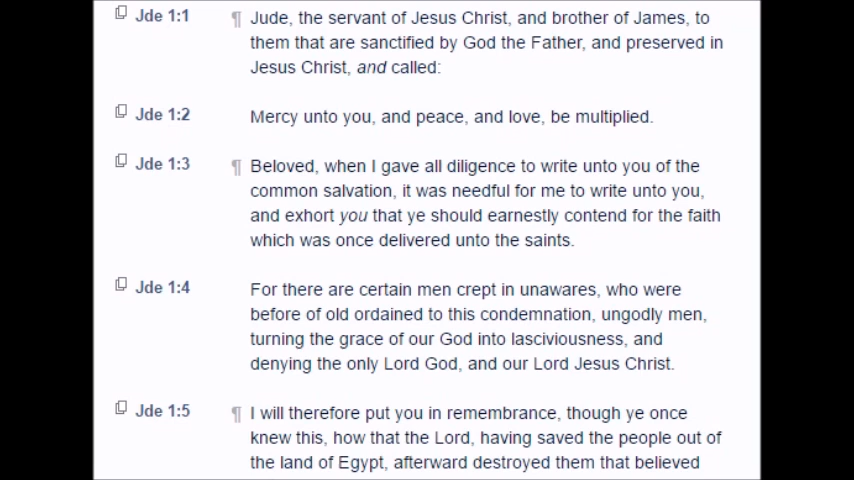 Jde 1:1 ¶ Jude, the servant of Jesus Christ, and brother of James, to
them that are sanctified by God the Father, and preserved in
Jesus Christ, and called:
Jde 1:2 Mercy unto you, and peace, and love, be multiplied.
Jde 1:3 ¶ Beloved, when I gave all diligence to write unto you of the
common salvation, it was needful for me to write unto you,
and exhort you that ye should earnestly contend for the faith
which was once delivered unto the saints.
Jde 1:4 For there are certain men crept in unawares, who were
before of old ordained to this condemnation, ungodly men,
turning the grace of our God into lasciviousness, and
denying the only Lord God, and our Lord Jesus Christ.
Jde 1:5 ¶ I will therefore put you in remembrance, though ye once
knew this, how that the Lord, having saved the people out of
the land of Egypt, afterward destroyed them that believed